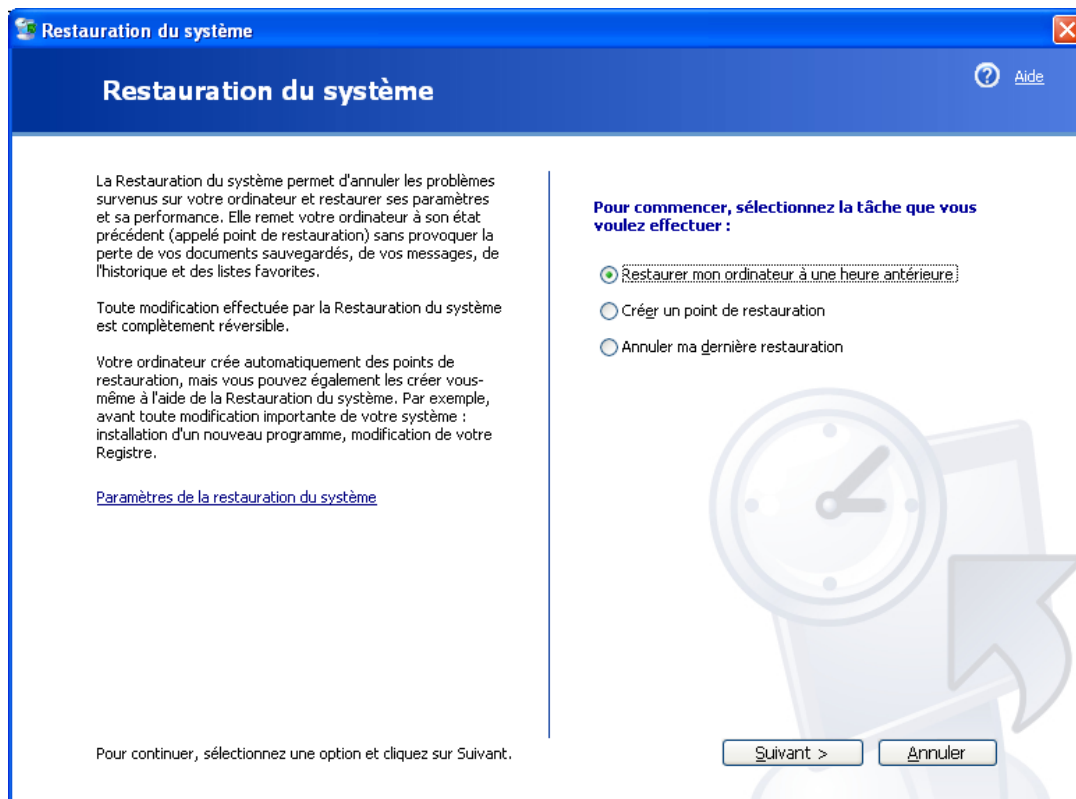 Restauration du système
Restauration du système
Aide
La Restauration du système permet d'annuler les problèmes
survenus sur votre ordinateur et restaurer ses paramètres
et sa performance. Elle remet votre ordinateur à son état
précédent (appelé point de restauration) sans provoquer la
perte de vos documents sauvegardés, de vos messages, de
l'historique et des listes favorites.
Toute modification effectuée par la Restauration du système
est complètement réversible.
Votre ordinateur crée automatiquement des points de
restauration, mais vous pouvez également les créer vous-
même à l'aide de la Restauration du système. Par exemple,
avant toute modification importante de votre système :
installation d'un nouveau programme, modification de votre
Registre.
Paramètres de la restauration du système
Pour commencer, sélectionnez la tâche que vous
voulez effectuer :
Restaurer mon ordinateur à une heure antérieure
Créer un point de restauration
Annuler ma dernière restauration
Pour continuer, sélectionnez une option et cliquez sur Suivant.
Suivant >
Annuler